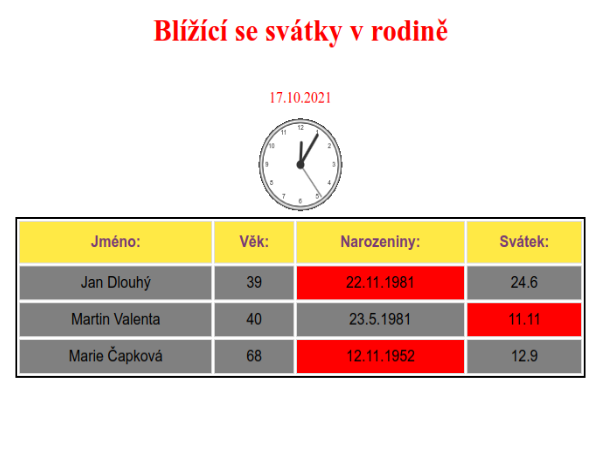 Blížící se svátky v rodině
17.10.2021
12
11 1
10 2
9 3
8 4
7 5
6
Jméno: Věk: Narozeniny: Svátek:
Jan Dlouhý 39 22.11.1981 24.6
Martin Valenta 40 23.5.1981 11.11
Marie Čapková 68 12.11.1952 12.9